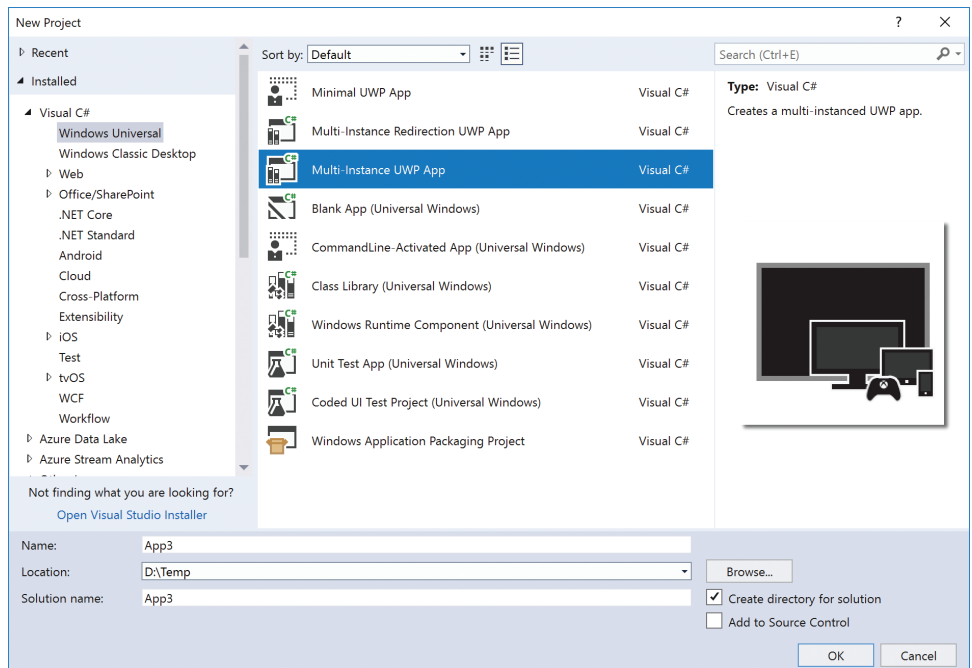 New Project
?
Recent
Installed
Visual C#
Windows Universal
Windows Classic Desktop
Web
Office/SharePoint
.NET Core
.NET Standard
Android
Cloud
Cross-Platform
Extensibility
iOS
Test
tvOS
WCF
Workflow
Azure Data Lake
Azure Stream Analytics
Not finding what you are looking for?
Open Visual Studio Installer
Sort by: Default
Minimal UWP App Visual C#
C# Multi-Instance Redirection UWP App Visual C#
C# Multi-Instance UWP App Visual C#
C# Blank App (Universal Windows) Visual C#
CommandLine-Activated App (Universal Windows) Visual C#
C# Class Library (Universal Windows) Visual C#
C# Windows Runtime Component (Universal Windows) Visual C#
C# Unit Test App (Universal Windows) Visual C#
C# Coded UI Test Project (Universal Windows) Visual C#
Windows Application Packaging Project Visual C#
Search (Ctrl+E)
Type: Visual C#
Creates a multi-instanced UWP app.
Name: App3
Location: D:\Temp
Browse...
Solution name: App3
Create directory for solution
Add to Source Control
OK
Cancel